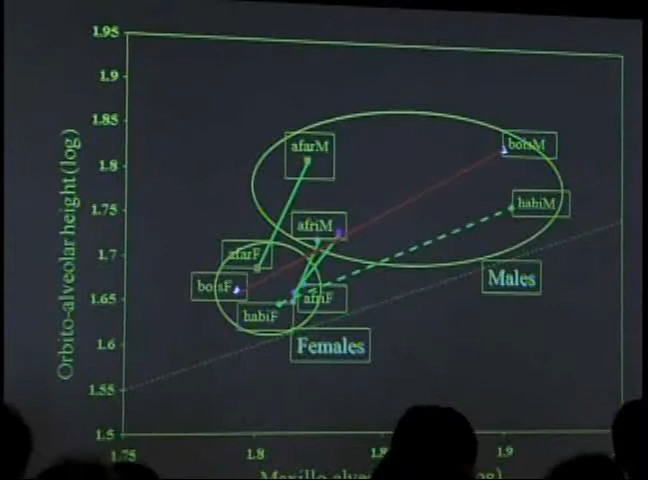 1.95
1.9
1.85
1.8
1.75
1.7
1.65
1.6
1.55
1.5
Orbito-alveolar height (log)
afarM
boisM
habiM
afriM
afarF
boisF
habiF
afriF
Males
Females
1.75
1.8
1.9